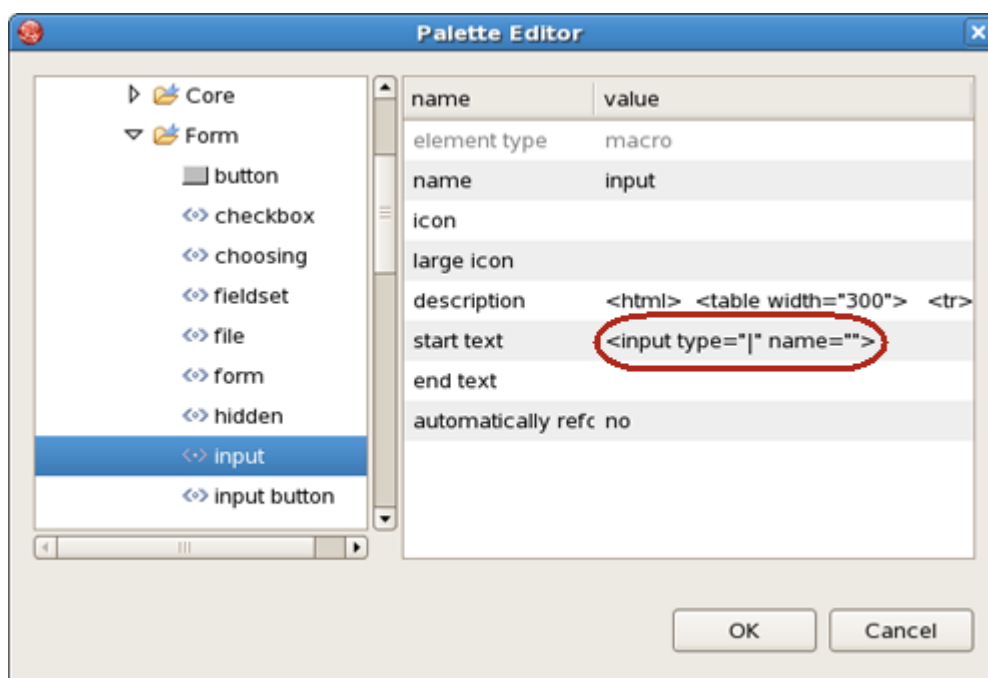 Palette Editor
Core
Form
button
checkbox
choosing
fieldset
file
form
hidden
input
input button
name value
element type macro
name input
icon
large icon
description <html> <table width="300"> <tr>
start text <input type="|" name="">
end text
automatically refc no
OK Cancel